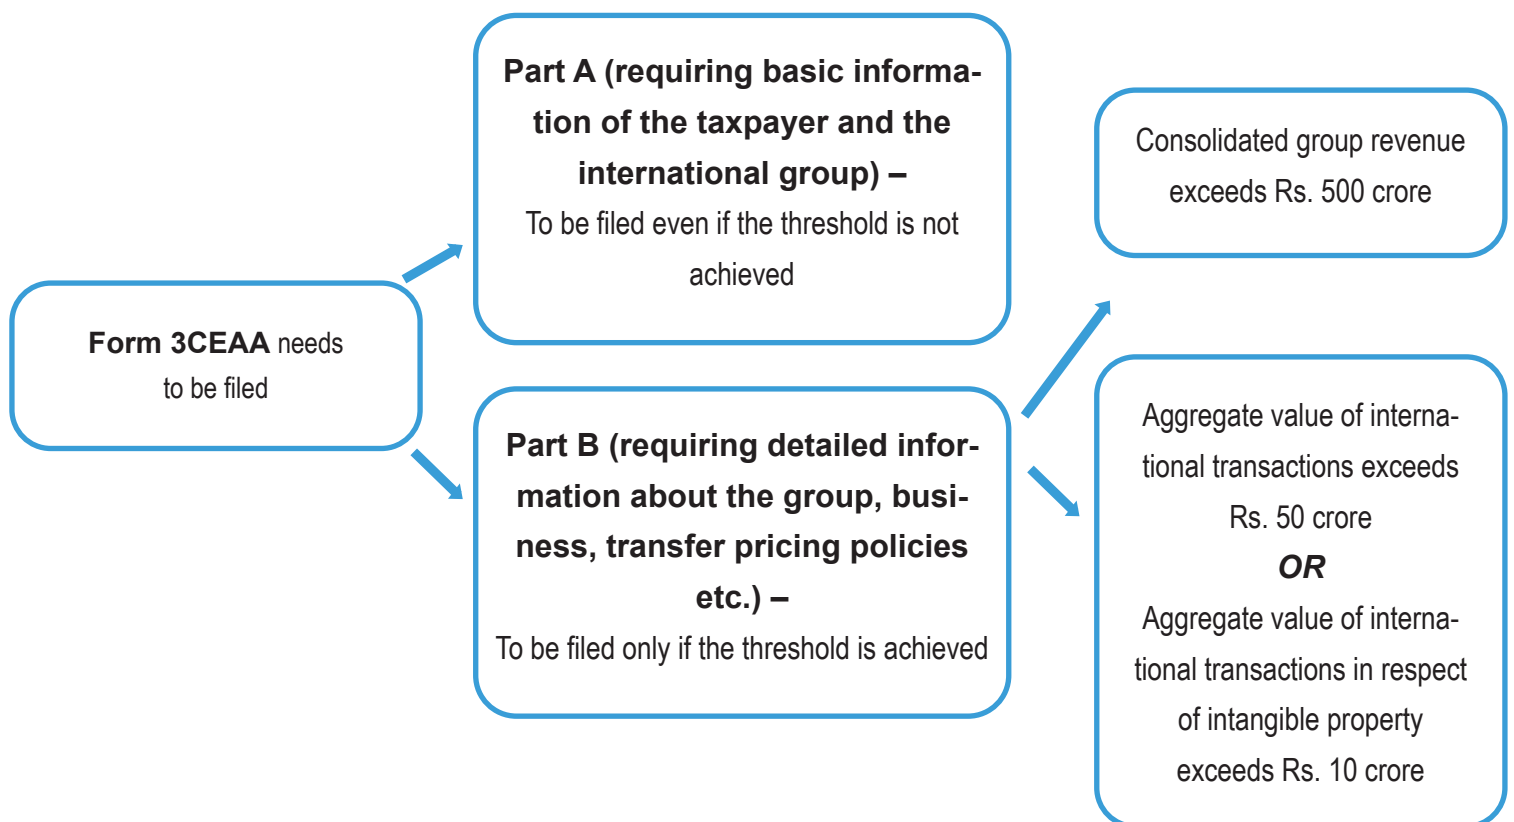 Form 3CEAA needs
to be filed
Part A (requiring basic informa-
tion of the taxpayer and the
international group) –
To be filed even if the threshold is not
achieved
Part B (requiring detailed infor-
mation about the group, busi-
ness, transfer pricing policies
etc.) –
To be filed only if the threshold is achieved
Consolidated group revenue
exceeds Rs. 500 crore
Aggregate value of interna-
tional transactions exceeds
Rs. 50 crore
OR
Aggregate value of interna-
tional transactions in respect
of intangible property
exceeds Rs. 10 crore